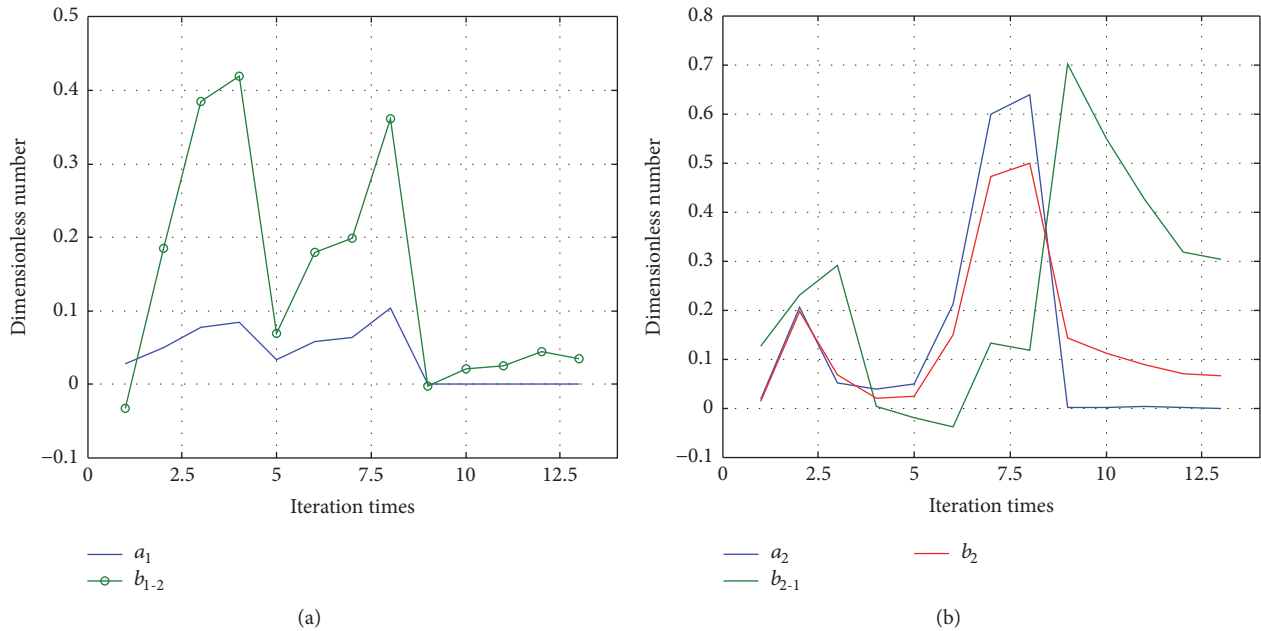 0.5
0.4
0.3
0.2
0.1
0
−0.1
Dimensionless number
0 2.5 5 7.5 10 12.5
Iteration times
a1
b1-2
(a)
0.8
0.7
0.6
0.5
0.4
0.3
0.2
0.1
0
−0.1
Dimensionless number
0 2.5 5 7.5 10 12.5
Iteration times
a2 b2
b2-1
(b)